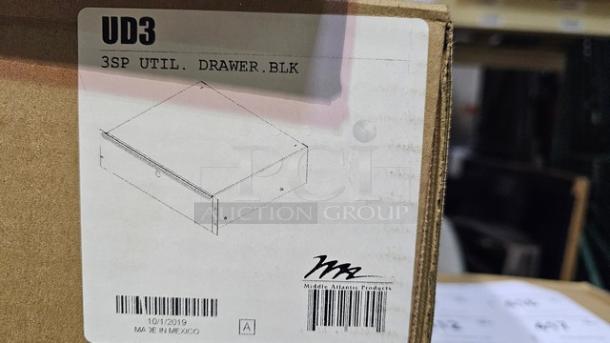 UD3
3SP UTIL. DRAWER.BLK
PCI
AUCTION GROUP
Middle Atlantic Products
10/1/2019
MADE IN MEXICO
A